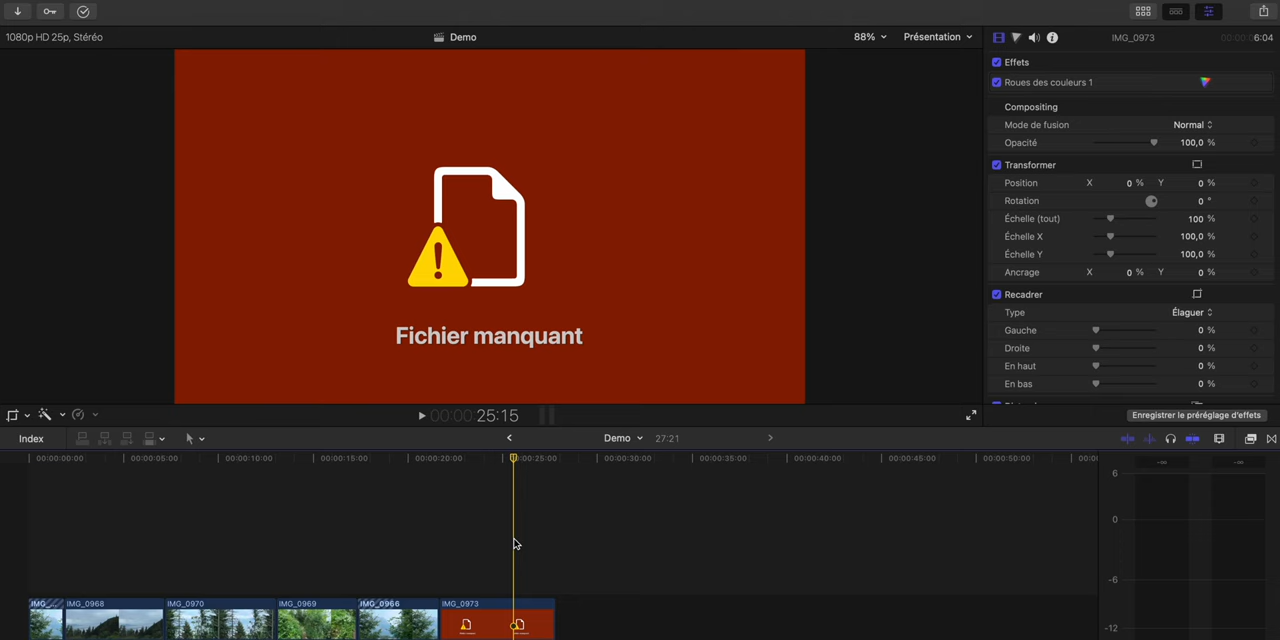 1080p HD 25p, Stéréo
Demo
88%
Présentation
IMG_0973
00:00:06:04
Effets
Roues des couleurs 1
Compositing
Mode de fusion Normal
Opacité 100,0 %
Transformer
Position X 0 % Y 0 %
Rotation 0 °
Échelle (tout) 100 %
Échelle X 100,0 %
Échelle Y 100,0 %
Ancrage X 0 % Y 0 %
Recadrer
Type Élaguer
Gauche 0 %
Droite 0 %
En haut 0 %
En bas 0 %
Fichier manquant
00:00:25:15
Enregistrer le préréglage d'effets
Index
Demo
27:21
00:00:00:00 00:00:05:00 00:00:10:00 00:00:15:00 00:00:20:00 00:00:25:00 00:00:30:00 00:00:35:00 00:00:40:00 00:00:45:00 00:00:50:00
6
0
-6
-12
-∞ -∞
IMG_0968 IMG_0970 IMG_0969 IMG_0966 IMG_0973